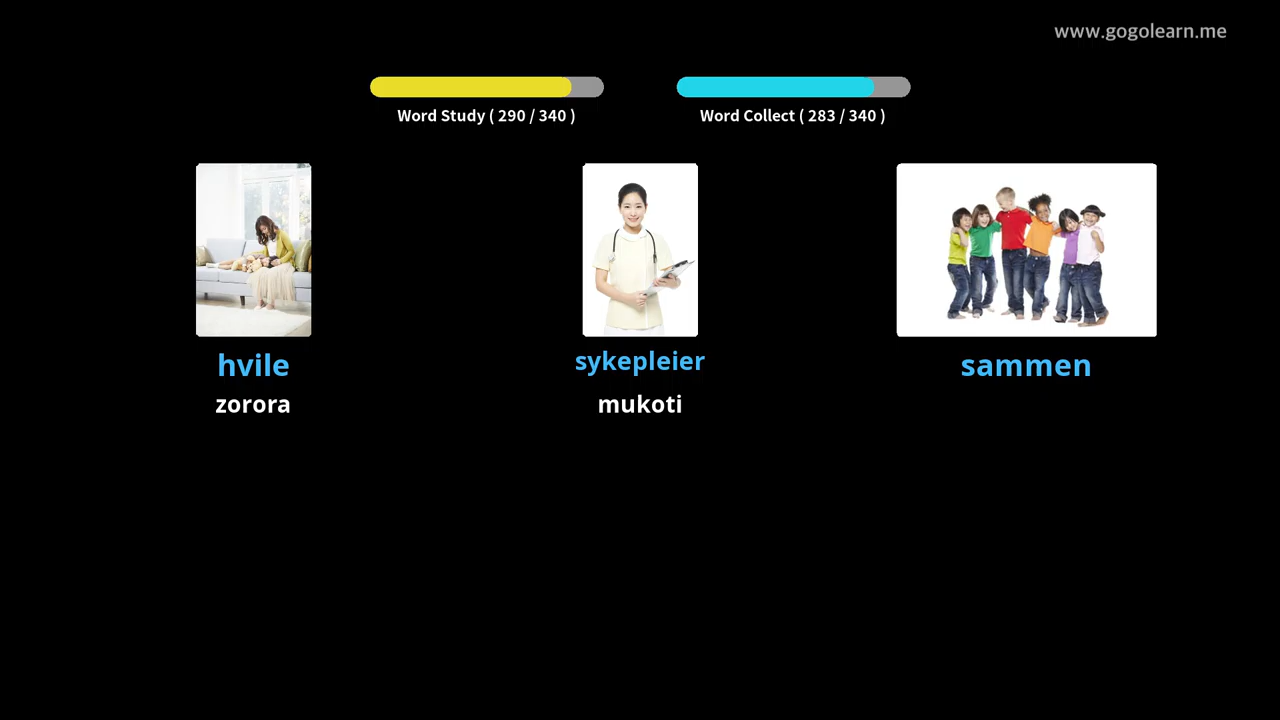 www.gogolearn.me
Word Study ( 290 / 340 )
Word Collect ( 283 / 340 )
hvile
zorora
sykepleier
mukoti
sammen